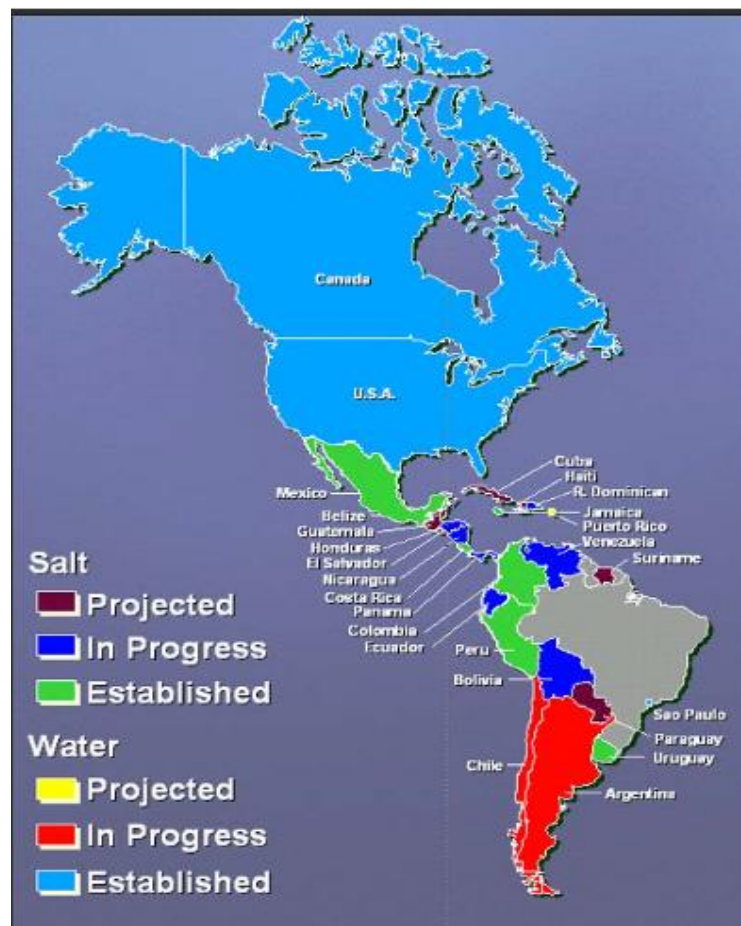 Canada
U.S.A.
Cuba
Haiti
R. Dominican
Mexico
Jamaica
Belize
Puerto Rico
Guatemala
Venezuela
Honduras
Suriname
El Salvador
Nicaragua
Costa Rica
Panama
Colombia
Ecuador
Peru
Bolivia
Sao Paulo
Paraguay
Uruguay
Chile
Argentina
Salt
Projected
In Progress
Established
Water
Projected
In Progress
Established